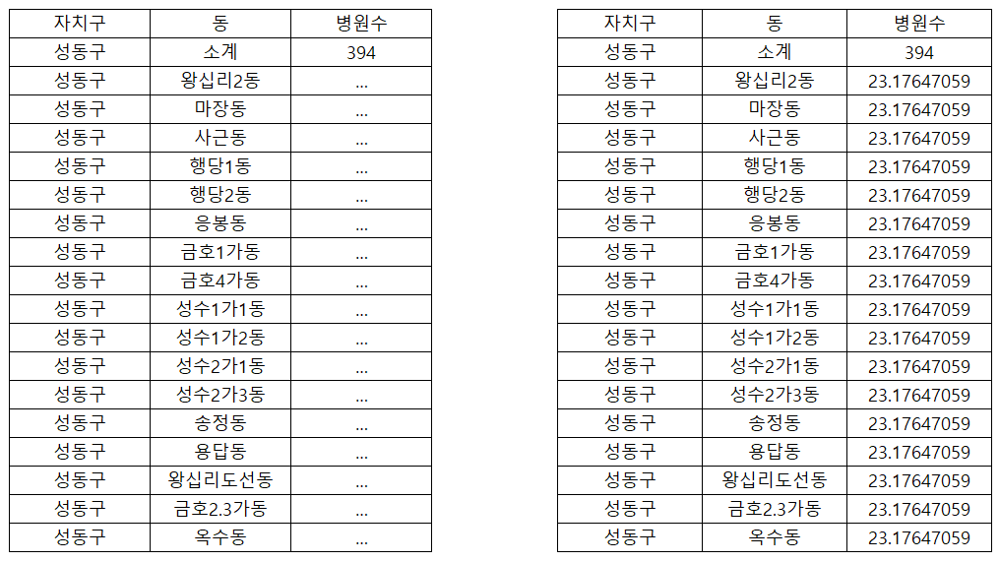 자치구 동 병원수 자치구 동 병원수
성동구 소계 394 성동구 소계 394
성동구 왕십리2동 ... 성동구 왕십리2동 23.17647059
성동구 마장동 ... 성동구 마장동 23.17647059
성동구 사근동 ... 성동구 사근동 23.17647059
성동구 행당1동 ... 성동구 행당1동 23.17647059
성동구 행당2동 ... 성동구 행당2동 23.17647059
성동구 응봉동 ... 성동구 응봉동 23.17647059
성동구 금호1가동 ... 성동구 금호1가동 23.17647059
성동구 금호4가동 ... 성동구 금호4가동 23.17647059
성동구 성수1가1동 ... 성동구 성수1가1동 23.17647059
성동구 성수1가2동 ... 성동구 성수1가2동 23.17647059
성동구 성수2가1동 ... 성동구 성수2가1동 23.17647059
성동구 성수2가3동 ... 성동구 성수2가3동 23.17647059
성동구 송정동 ... 성동구 송정동 23.17647059
성동구 용답동 ... 성동구 용답동 23.17647059
성동구 왕십리도선동 ... 성동구 왕십리도선동 23.17647059
성동구 금호2.3가동 ... 성동구 금호2.3가동 23.17647059
성동구 옥수동 ... 성동구 옥수동 23.17647059